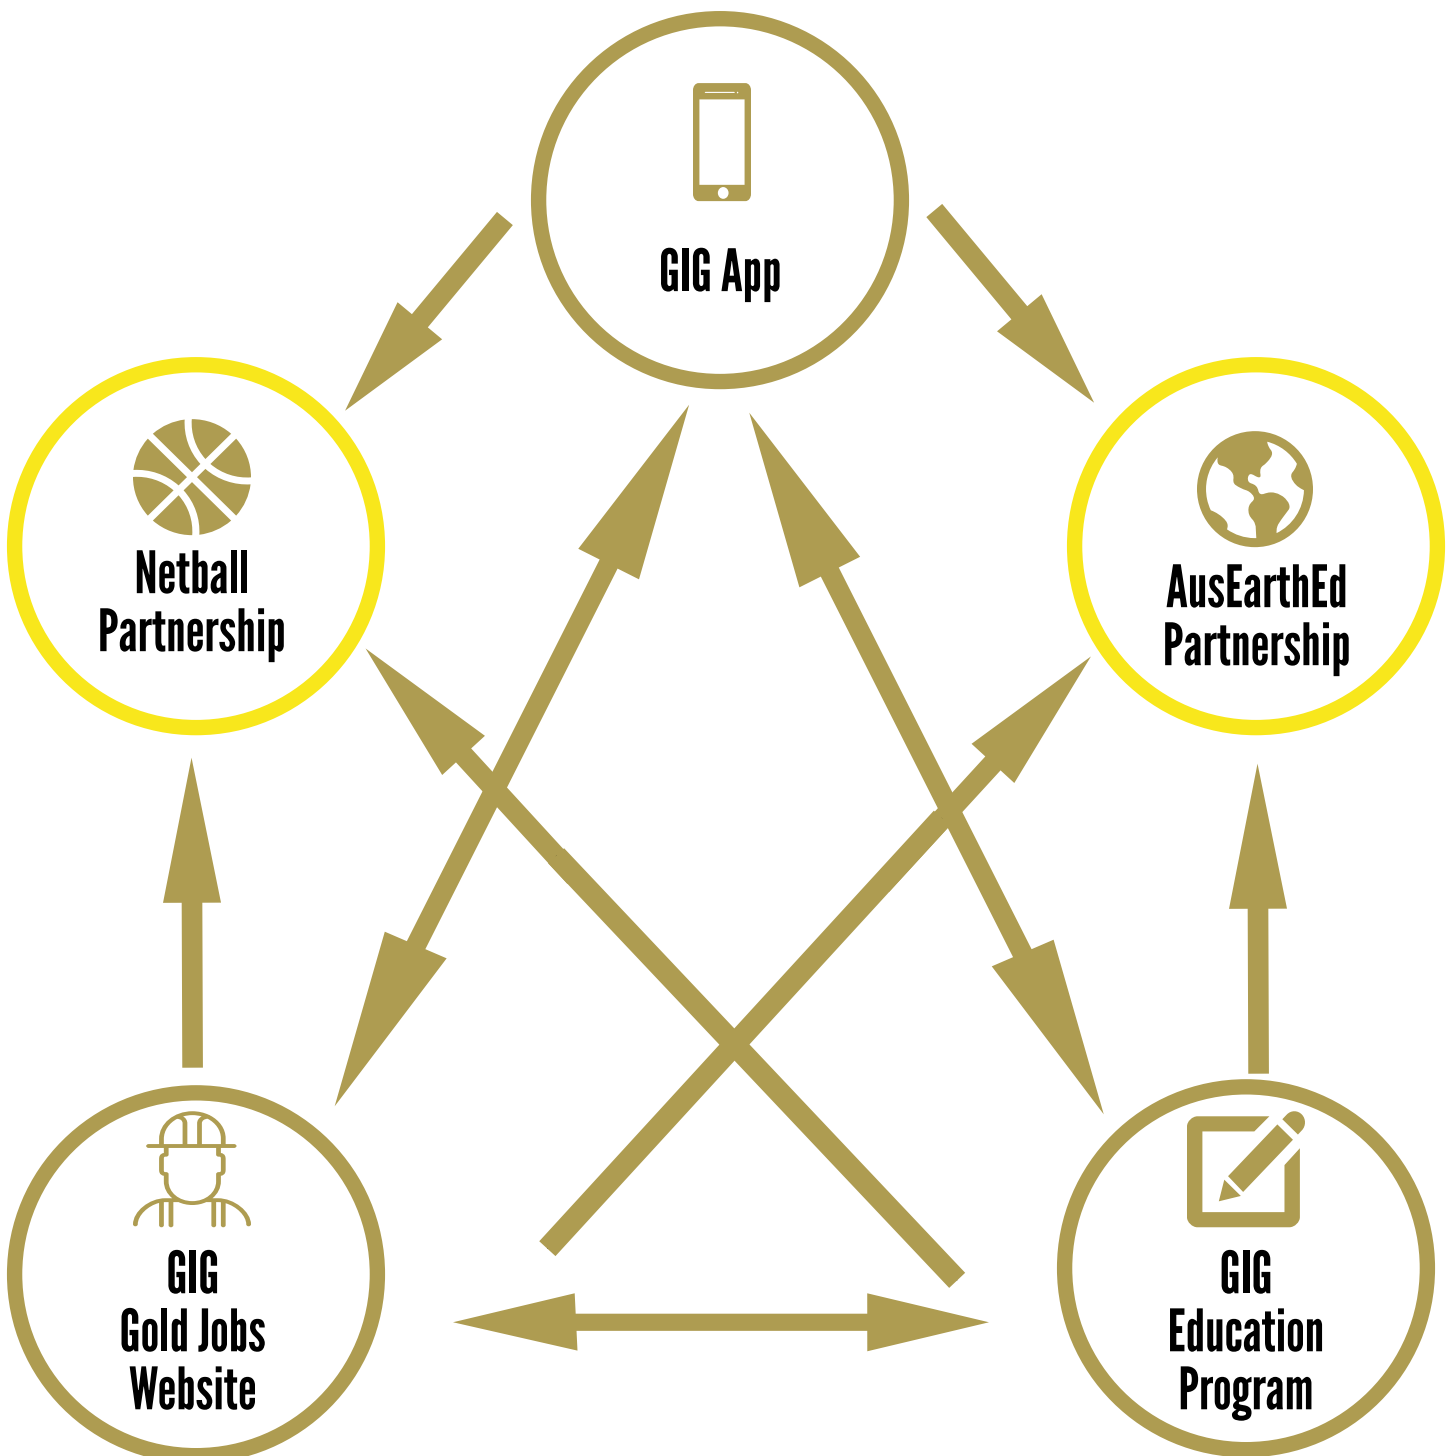 GIG App
Netball
Partnership
AusEarthEd
Partnership
GIG
Gold Jobs
Website
GIG
Education
Program